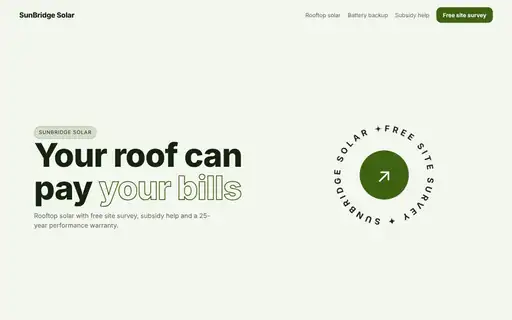 SunBridge Solar
Rooftop solar
Battery backup
Subsidy help
Free site survey
SUNBRIDGE SOLAR
Your roof can
pay your bills
Rooftop solar with free site survey, subsidy help and a 25-
year performance warranty.
FREE SITE SURVEY ✦ SUNBRIDGE SOLAR ✦